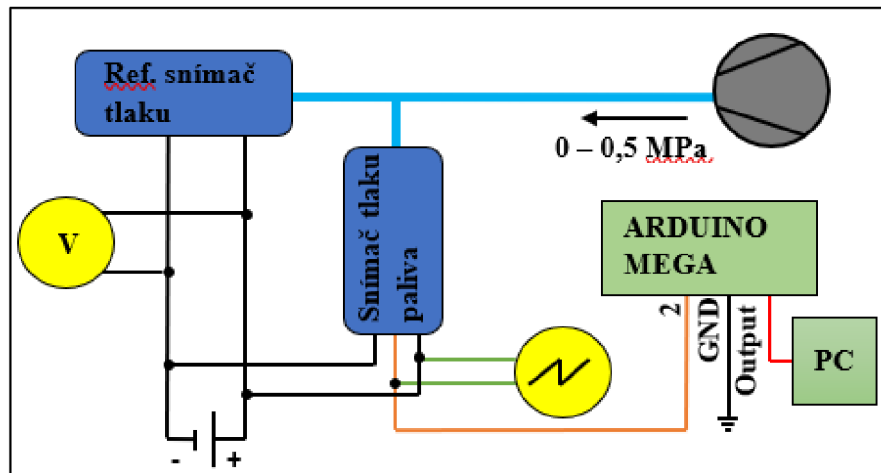 Ref. snímač
tlaku
0 – 0,5 MPa
V
Snímač tlaku
paliva
ARDUINO
MEGA
2
GND
Output
PC
- +